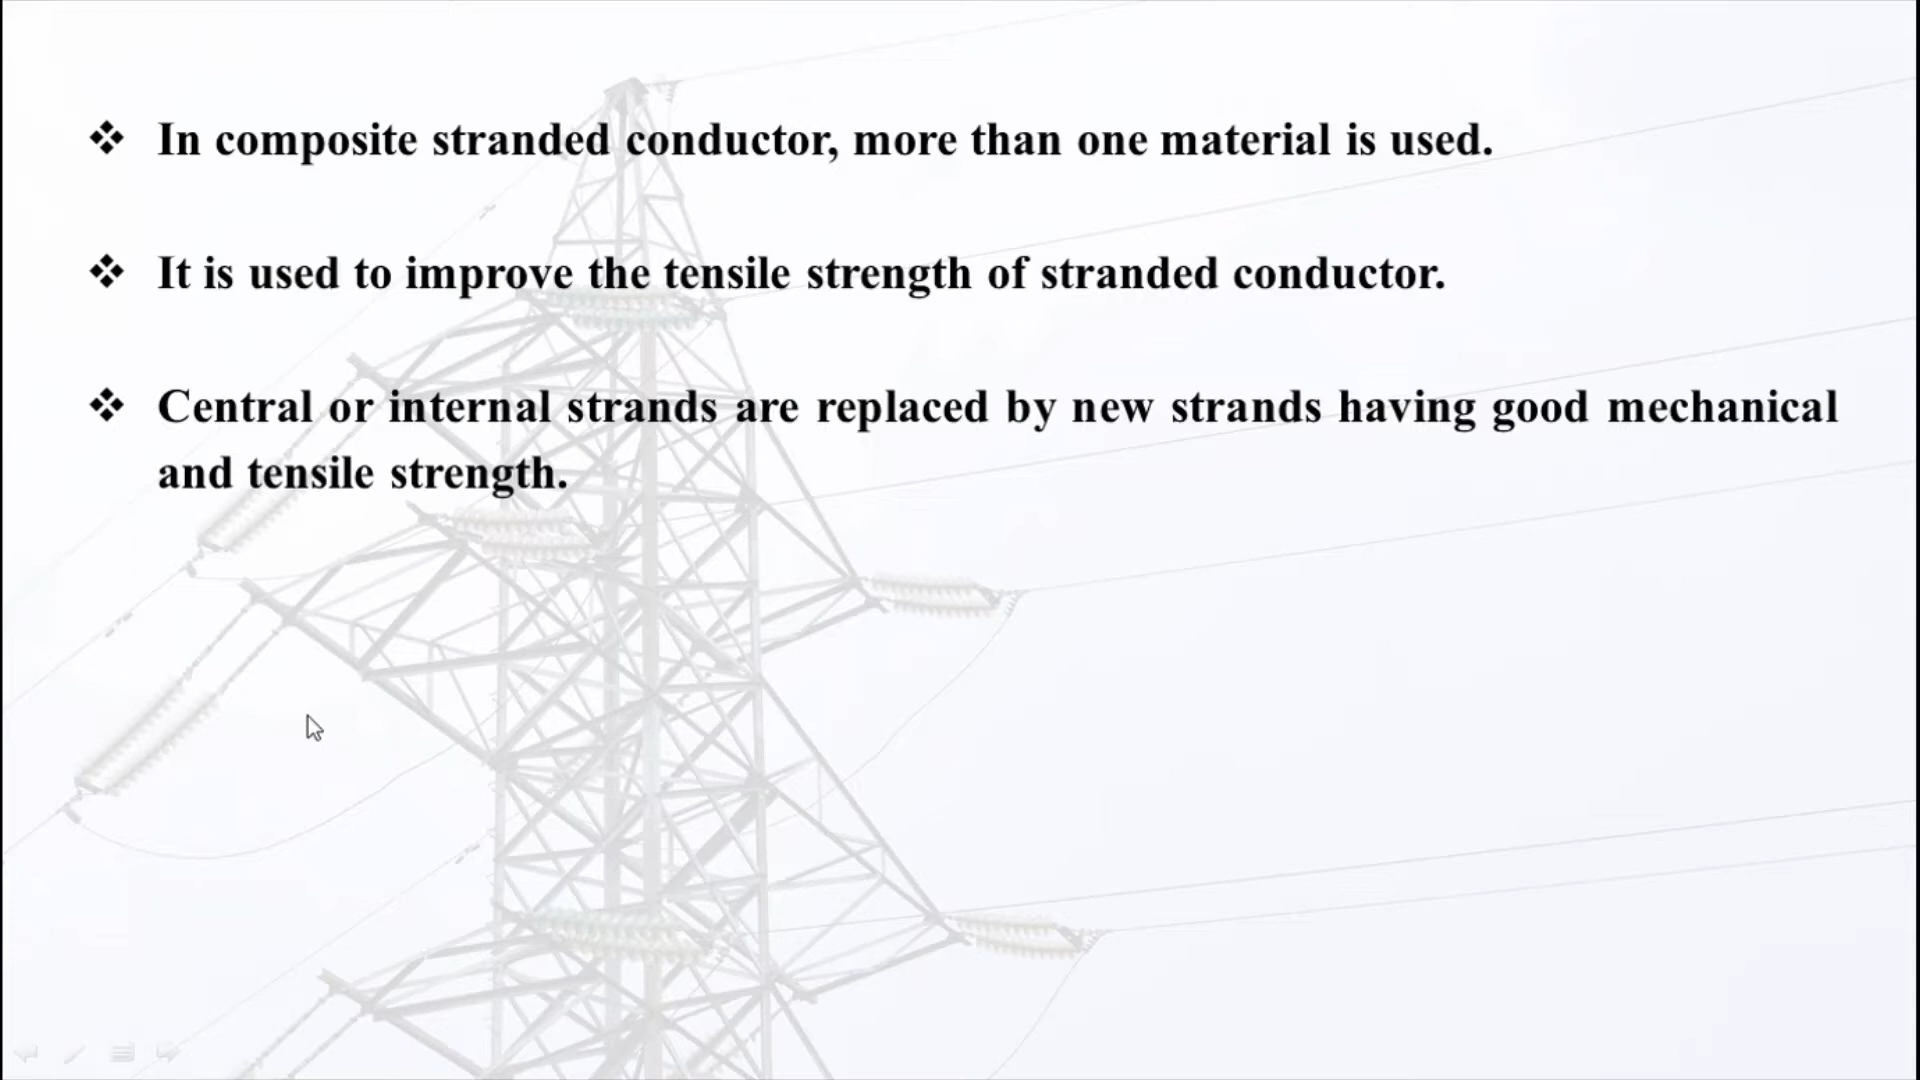 ❖ In composite stranded conductor, more than one material is used.
❖ It is used to improve the tensile strength of stranded conductor.
❖ Central or internal strands are replaced by new strands having good mechanical
and tensile strength.